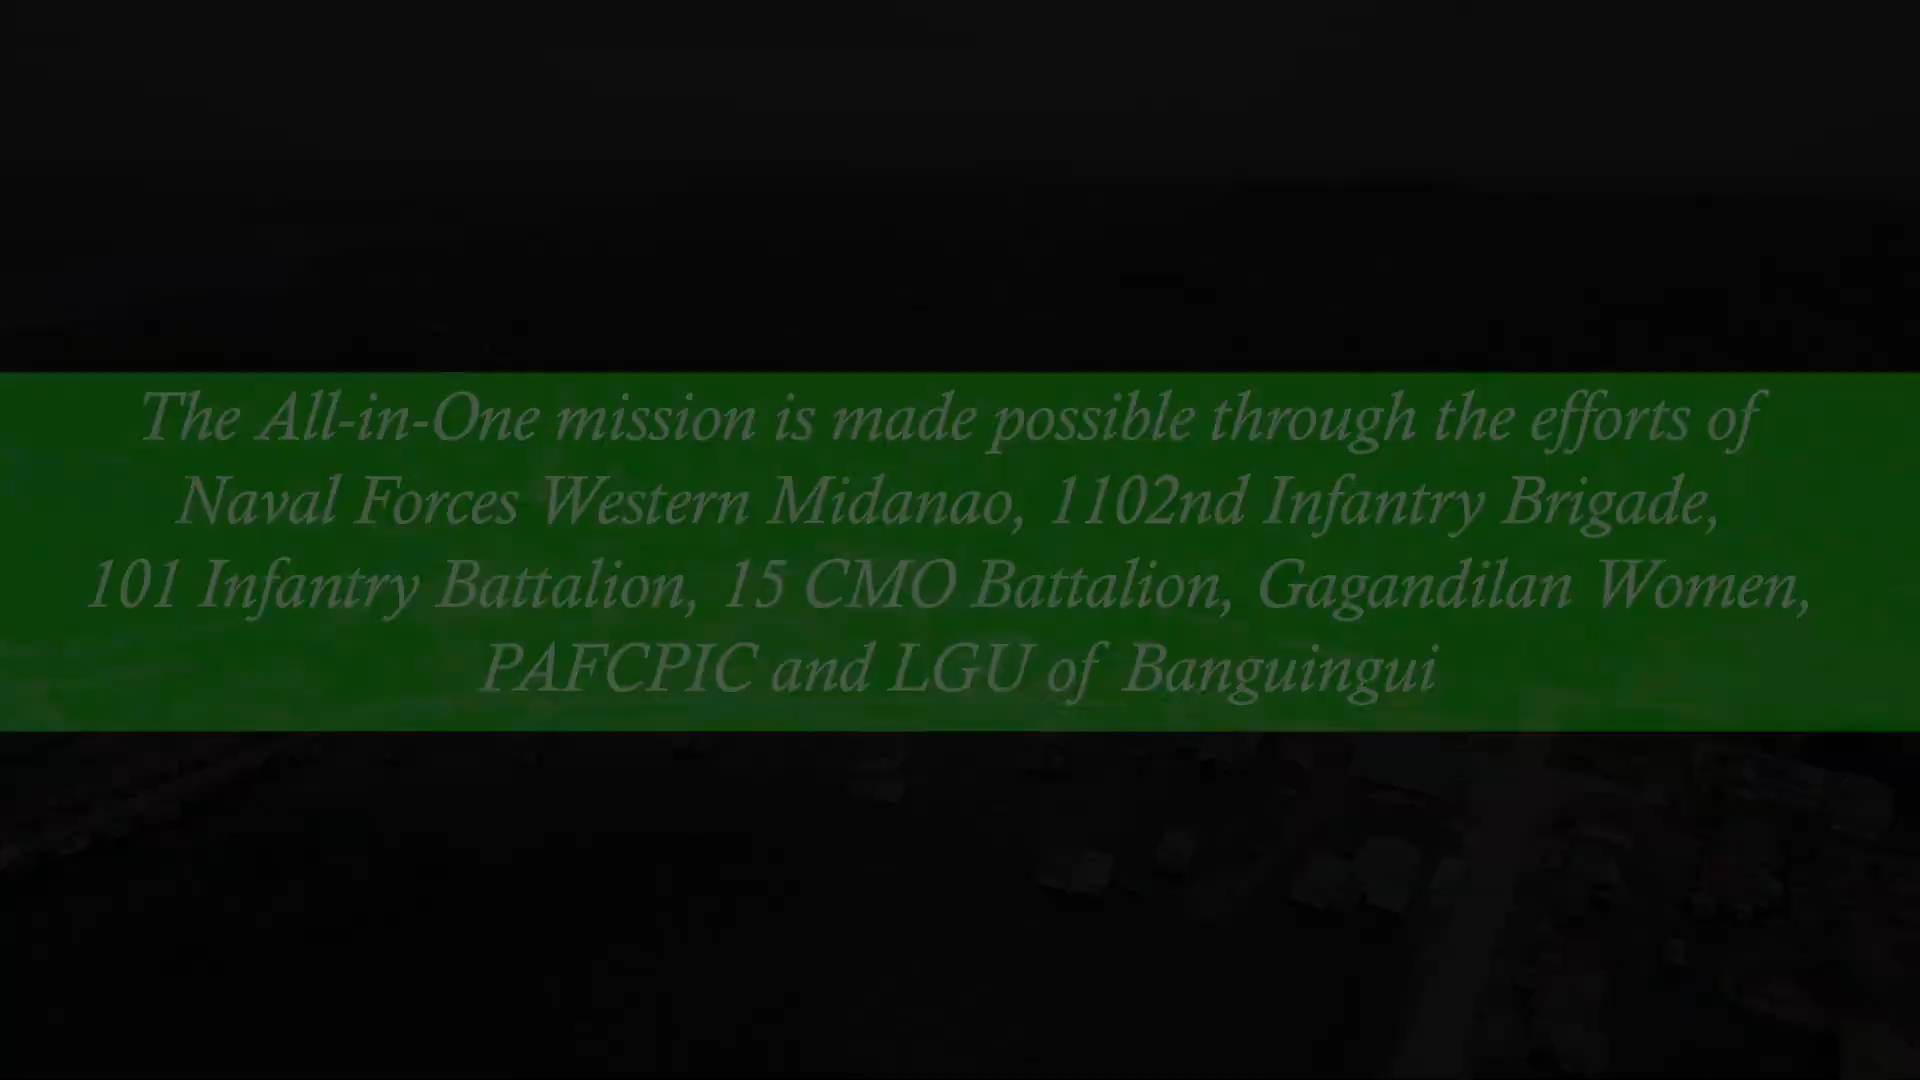 The All-in-One mission is made possible through the efforts of
Naval Forces Western Midanao, 1102nd Infantry Brigade,
101 Infantry Battalion, 15 CMO Battalion, Gagandilan Women,
PAFCPIC and LGU of Banguingui